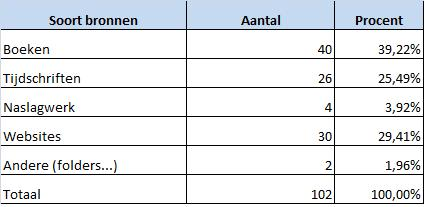 Soort bronnen Aantal Procent
Boeken 40 39,22%
Tijdschriften 26 25,49%
Naslagwerk 4 3,92%
Websites 30 29,41%
Andere (folders...) 2 1,96%
Totaal 102 100,00%